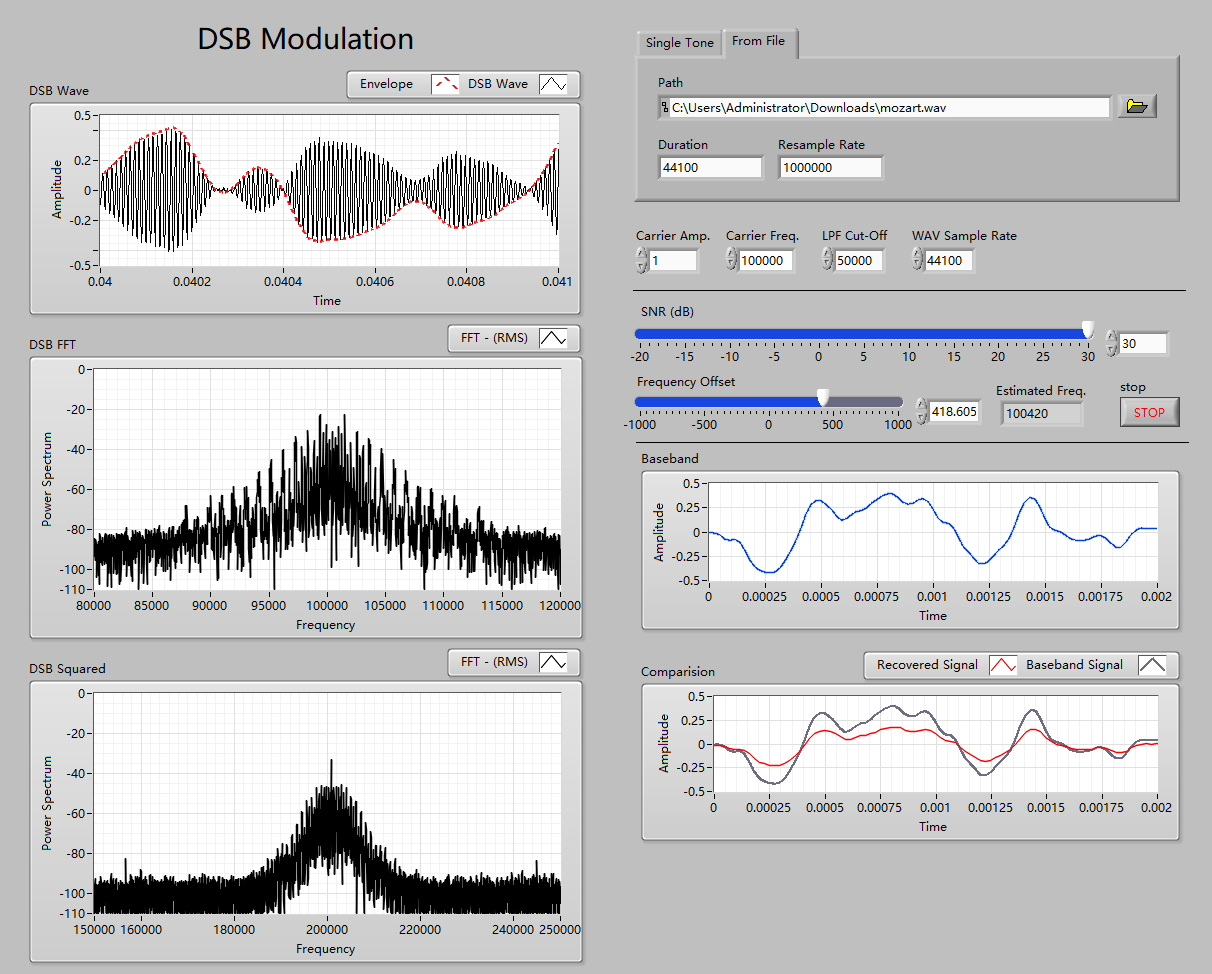 DSB Modulation
DSB Wave
Envelope DSB Wave
Amplitude
0.5
0.2
0
-0.2
-0.5
0.04 0.0402 0.0404 0.0406 0.0408 0.041
Time
DSB FFT
FFT - (RMS)
Power Spectrum
0
-20
-40
-60
-80
-100
-110
80000 85000 90000 95000 100000 105000 110000 115000 120000
Frequency
DSB Squared
FFT - (RMS)
Power Spectrum
0
-20
-40
-60
-80
-100
-110
150000 160000 180000 200000 220000 240000 250000
Frequency
Single Tone From File
Path
C:\Users\Administrator\Downloads\mozart.wav
Duration Resample Rate
44100 1000000
Carrier Amp. Carrier Freq. LPF Cut-Off WAV Sample Rate
1 100000 50000 44100
SNR (dB)
-20 -15 -10 -5 0 5 10 15 20 25 30
30
Frequency Offset
-1000 -500 0 500 1000
418.605
Estimated Freq.
100420
stop
STOP
Baseband
Amplitude
0.5
0.25
0
-0.25
-0.5
0 0.00025 0.0005 0.00075 0.001 0.00125 0.0015 0.00175 0.002
Time
Comparision
Recovered Signal Baseband Signal
Amplitude
0.5
0.25
0
-0.25
-0.5
0 0.00025 0.0005 0.00075 0.001 0.00125 0.0015 0.00175 0.002
Time